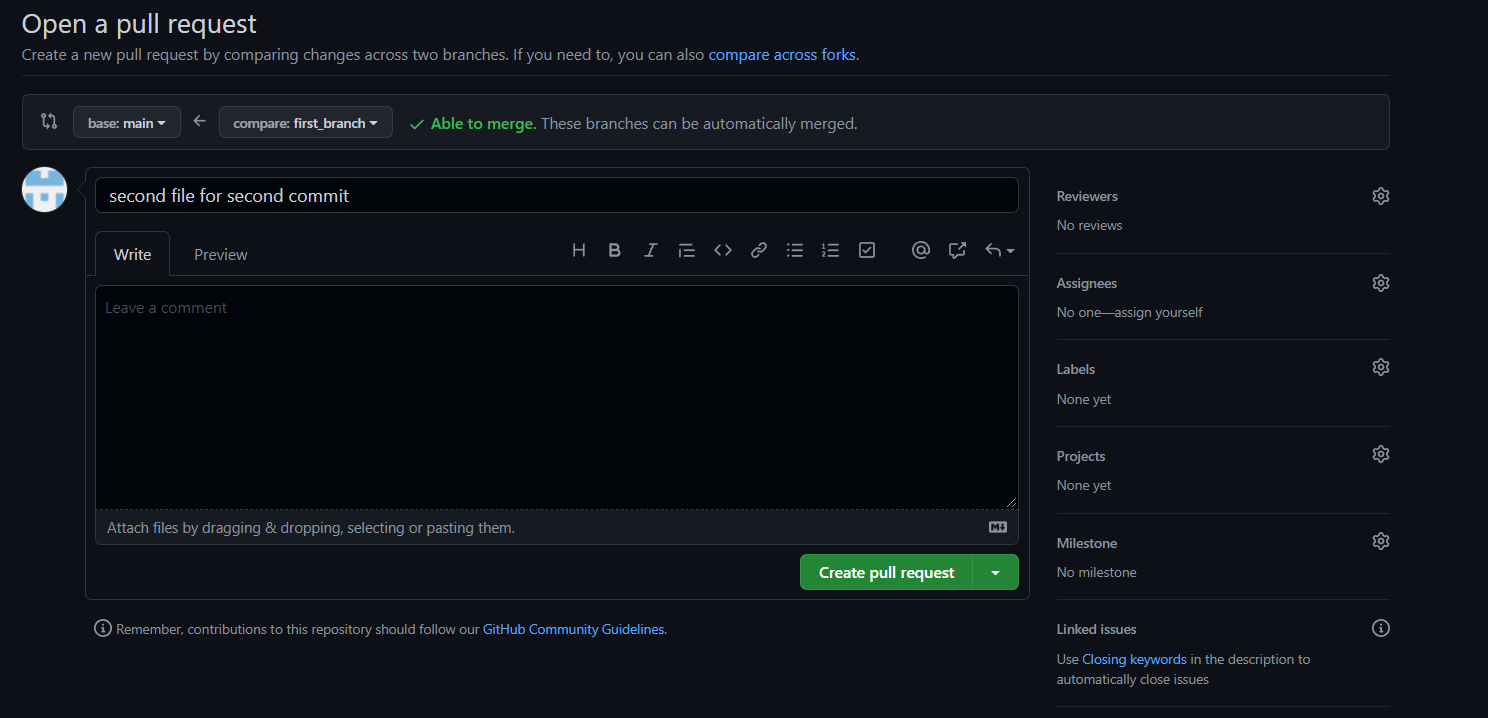 Open a pull request
Create a new pull request by comparing changes across two branches. If you need to, you can also compare across forks.
base: main
compare: first_branch
Able to merge. These branches can be automatically merged.
second file for second commit
Write
Preview
Leave a comment
Attach files by dragging & dropping, selecting or pasting them.
Create pull request
Remember, contributions to this repository should follow our GitHub Community Guidelines.
Reviewers
No reviews
Assignees
No one—assign yourself
Labels
None yet
Projects
None yet
Milestone
No milestone
Linked issues
Use Closing keywords in the description to
automatically close issues